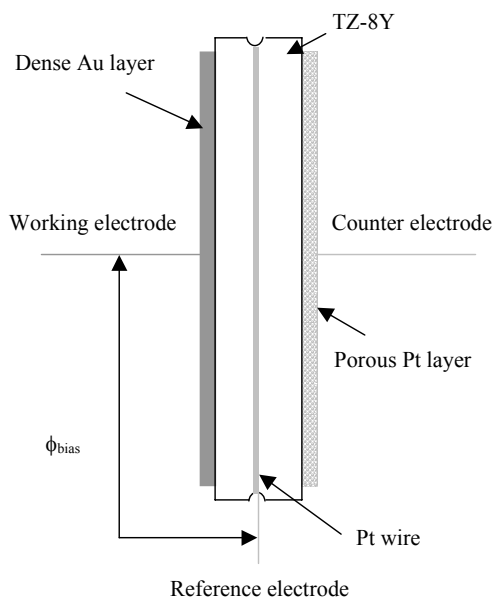 TZ-8Y
Dense Au layer
Working electrode
Counter electrode
Porous Pt layer
ϕbias
Pt wire
Reference electrode